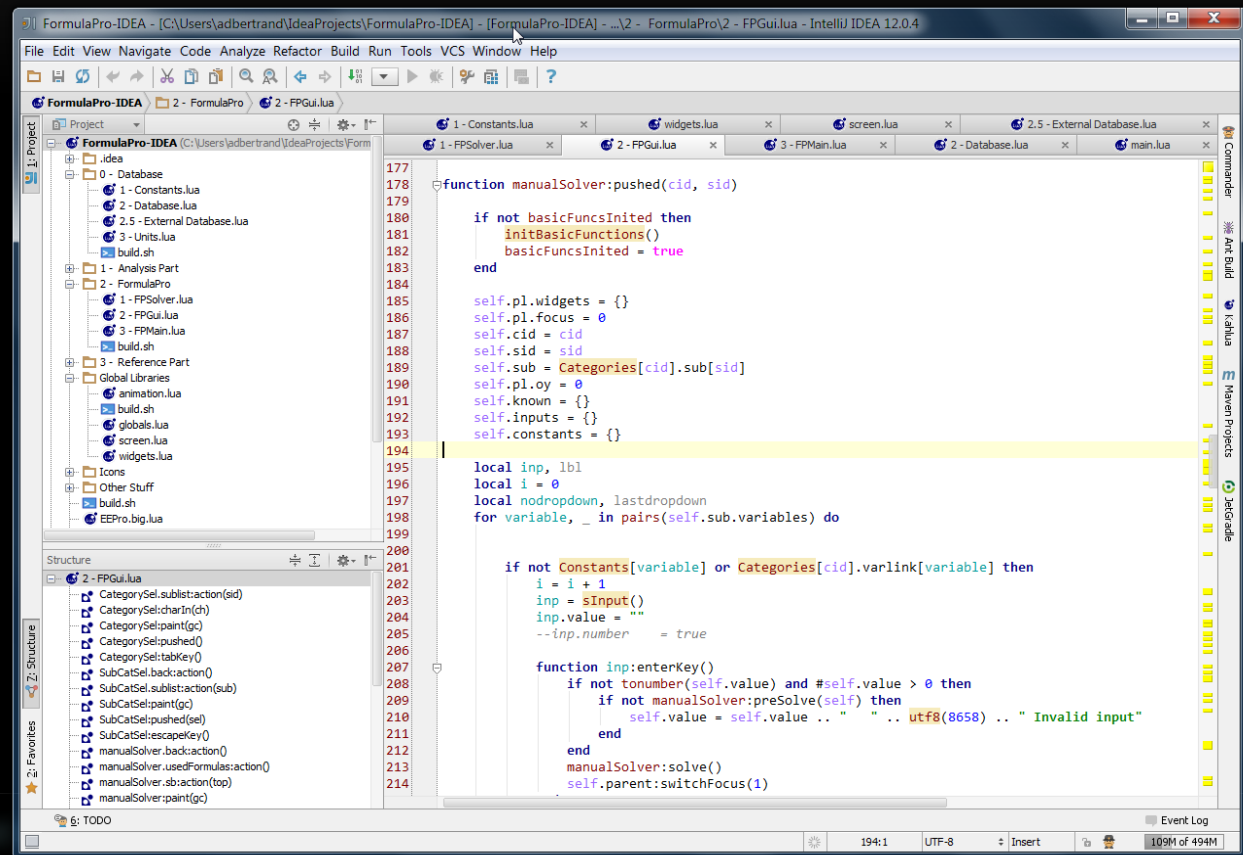 FormulaPro-IDEA - [C:\Users\adbertrand\IdeaProjects\FormulaPro-IDEA] - [FormulaPro-IDEA] - ...\2 - FormulaPro\2 - FPGui.lua - IntelliJ IDEA 12.0.4
File Edit View Navigate Code Analyze Refactor Build Run Tools VCS Window Help
FormulaPro-IDEA 2 - FormulaPro 2 - FPGui.lua
Project
1 - Constants.lua widgets.lua screen.lua 2.5 - External Database.lua
1 - FPSolver.lua 2 - FPGui.lua 3 - FPMain.lua 2 - Database.lua main.lua
1: Project
Z: Structure
2: Favorites
FormulaPro-IDEA (C:\Users\adbertrand\IdeaProjects\Form
.idea
0 - Database
1 - Constants.lua
2 - Database.lua
2.5 - External Database.lua
3 - Units.lua
build.sh
1 - Analysis Part
2 - FormulaPro
1 - FPSolver.lua
2 - FPGui.lua
3 - FPMain.lua
build.sh
3 - Reference Part
Global Libraries
animation.lua
build.sh
globals.lua
screen.lua
widgets.lua
Icons
Other Stuff
build.sh
EEPro.big.lua
Structure
2 - FPGui.lua
CategorySel.sublist:action(sid)
CategorySel:charIn(ch)
CategorySel:paint(gc)
CategorySel:pushed()
CategorySel:tabKey()
SubCatSel.back:action()
SubCatSel.sublist:action(sub)
SubCatSel:paint(gc)
SubCatSel:pushed(sel)
SubCatSel:escapeKey()
manualSolver.back:action()
manualSolver.usedFormulas:action()
manualSolver.sb:action(top)
manualSolver:paint(gc)
177
178 function manualSolver:pushed(cid, sid)
179
180 if not basicFuncsInited then
181 initBasicFunctions()
182 basicFuncsInited = true
183 end
184
185 self.pl.widgets = {}
186 self.pl.focus = 0
187 self.cid = cid
188 self.sid = sid
189 self.sub = Categories[cid].sub[sid]
190 self.pl.oy = 0
191 self.known = {}
192 self.inputs = {}
193 self.constants = {}
194
195 local inp, lbl
196 local i = 0
197 local nodropdown, lastdropdown
198 for variable, _ in pairs(self.sub.variables) do
199
200
201 if not Constants[variable] or Categories[cid].varlink[variable] then
202 i = i + 1
203 inp = sInput()
204 inp.value = ""
205 --inp.number = true
206
207 function inp:enterKey()
208 if not tonumber(self.value) and #self.value > 0 then
209 if not manualSolver:preSolve(self) then
210 self.value = self.value .. " " .. utf8(8658) .. " Invalid input"
211 end
212 end
213 manualSolver:solve()
214 self.parent:switchFocus(1)
Commander
Ant Build
Kahlua
Maven Projects
JetGradle
6: TODO
Event Log
194:1 UTF-8 Insert 109M of 494M